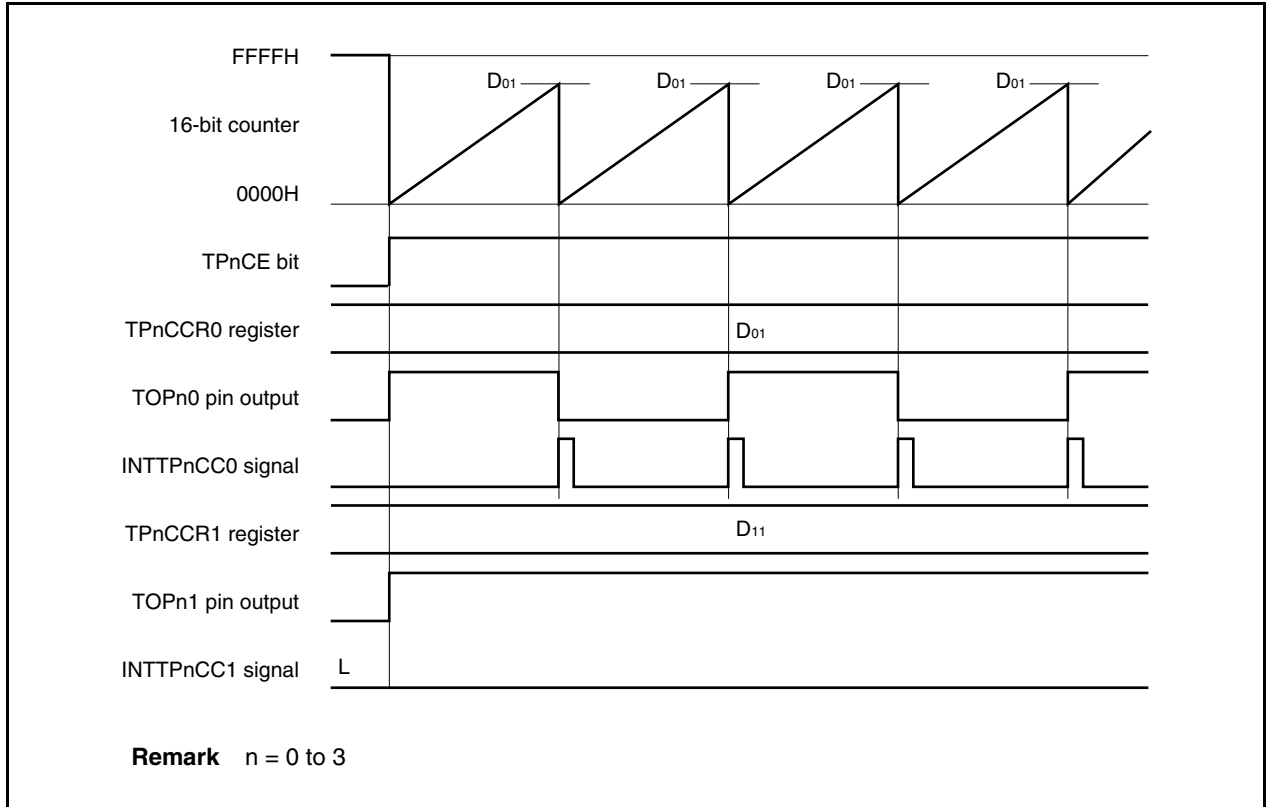 FFFFH
D01 D01 D01 D01
16-bit counter
0000H
TPnCE bit
TPnCCR0 register D01
TOPn0 pin output
INTTPnCC0 signal
TPnCCR1 register D11
TOPn1 pin output
INTTPnCC1 signal L
Remark n = 0 to 3